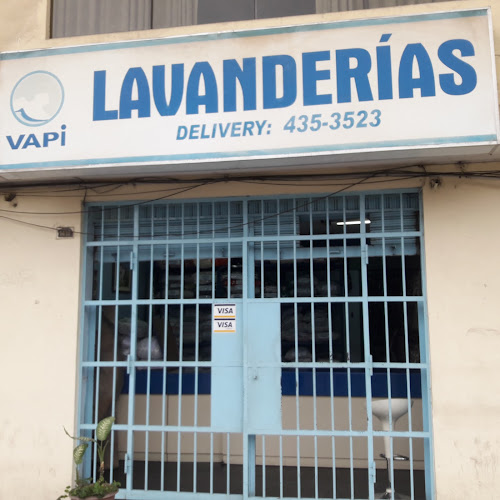 LAVANDERÍAS
VAPi
DELIVERY: 435-3523
VISA
VISA